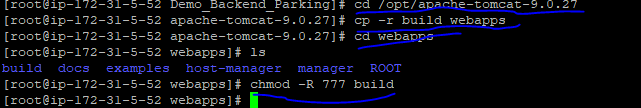 [root@ip-172-31-5-52 Demo_Backend_Parking]# cd /opt/apache-tomcat-9.0.27
[root@ip-172-31-5-52 apache-tomcat-9.0.27]# cp -r build webapps
[root@ip-172-31-5-52 apache-tomcat-9.0.27]# cd webapps
[root@ip-172-31-5-52 webapps]# ls
build docs examples host-manager manager ROOT
[root@ip-172-31-5-52 webapps]# chmod -R 777 build
[root@ip-172-31-5-52 webapps]#